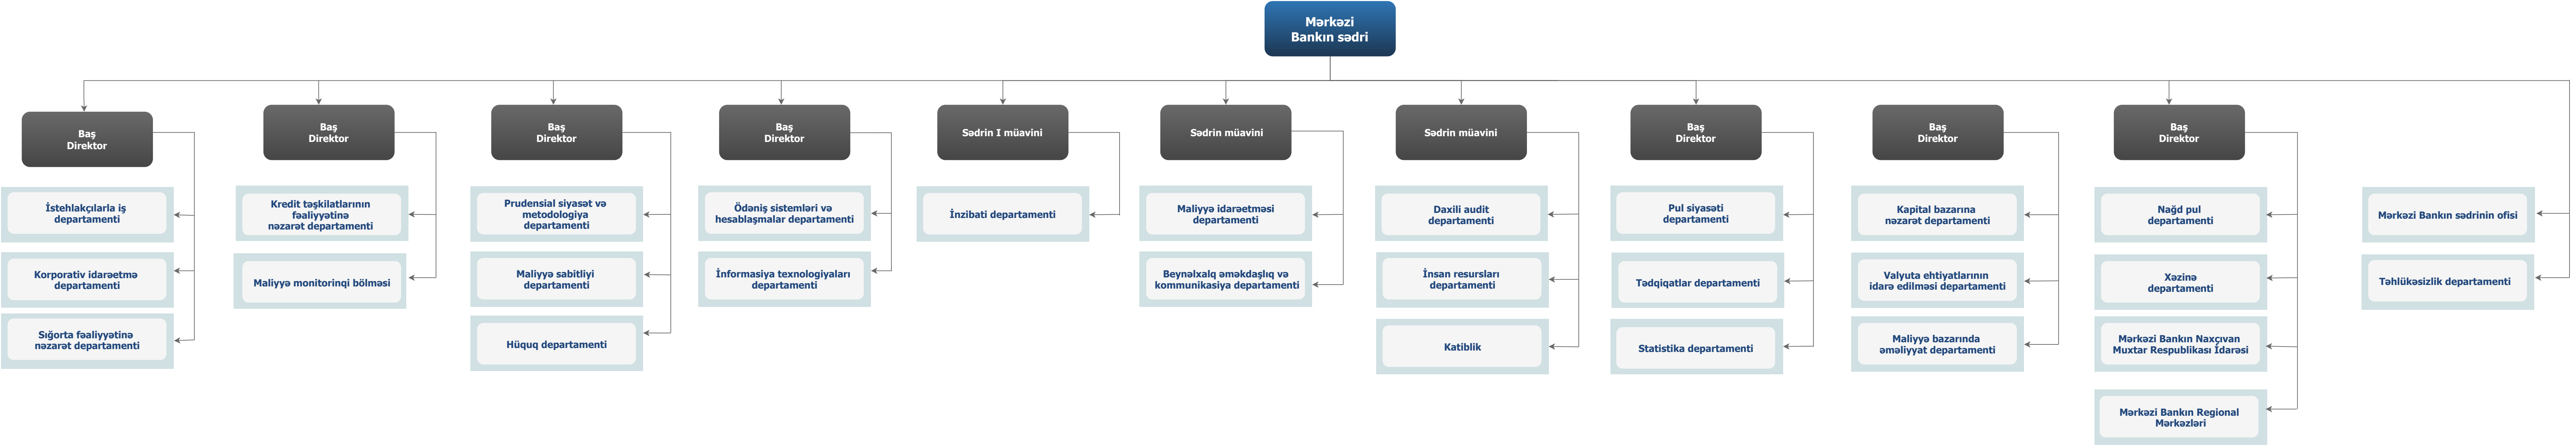 Mərkəzi
Bankın sədri
Baş
Direktor
Baş
Direktor
Baş
Direktor
Baş
Direktor
Sədrin I müavini
Sədrin müavini
Sədrin müavini
Baş
Direktor
Baş
Direktor
Baş
Direktor
İstehlakçılarla iş
departamenti
Korporativ idarəetmə
departamenti
Sığorta fəaliyyətinə
nəzarət departamenti
Kredit təşkilatlarının
fəaliyyətinə
nəzarət departamenti
Maliyyə monitorinqi bölməsi
Prudensial siyasət və
metodologiya
departamenti
Maliyyə sabitliyi
departamenti
Hüquq departamenti
Ödəniş sistemləri və
hesablaşmalar departamenti
İnformasiya texnologiyaları
departamenti
İnzibati departamenti
Maliyyə idarəetməsi
departamenti
Beynəlxalq əməkdaşlıq və
kommunikasiya departamenti
Daxili audit
departamenti
İnsan resursları
departamenti
Katiblik
Pul siyasəti
departamenti
Tədqiqatlar departamenti
Statistika departamenti
Kapital bazarına
nəzarət departamenti
Valyuta ehtiyatlarının
idarə edilməsi departamenti
Maliyyə bazarında
əməliyyat departamenti
Nağd pul
departamenti
Xəzinə
departamenti
Mərkəzi Bankın Naxçıvan
Muxtar Respublikası İdarəsi
Mərkəzi Bankın Regional
Mərkəzləri
Mərkəzi Bankın sədrinin ofisi
Təhlükəsizlik departamenti